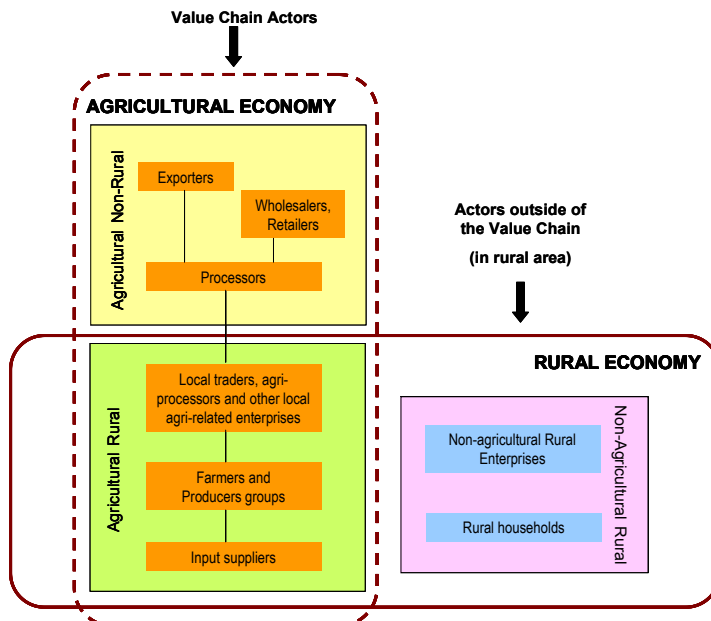 Value Chain Actors
AGRICULTURAL ECONOMY
Agricultural Non-Rural
Exporters
Wholesalers,
Retailers
Processors
Actors outside of
the Value Chain
(in rural area)
RURAL ECONOMY
Agricultural Rural
Local traders, agri-
processors and other local
agri-related enterprises
Farmers and
Producers groups
Input suppliers
Non-agricultural Rural
Enterprises
Rural households
Non-Agricultural Rural